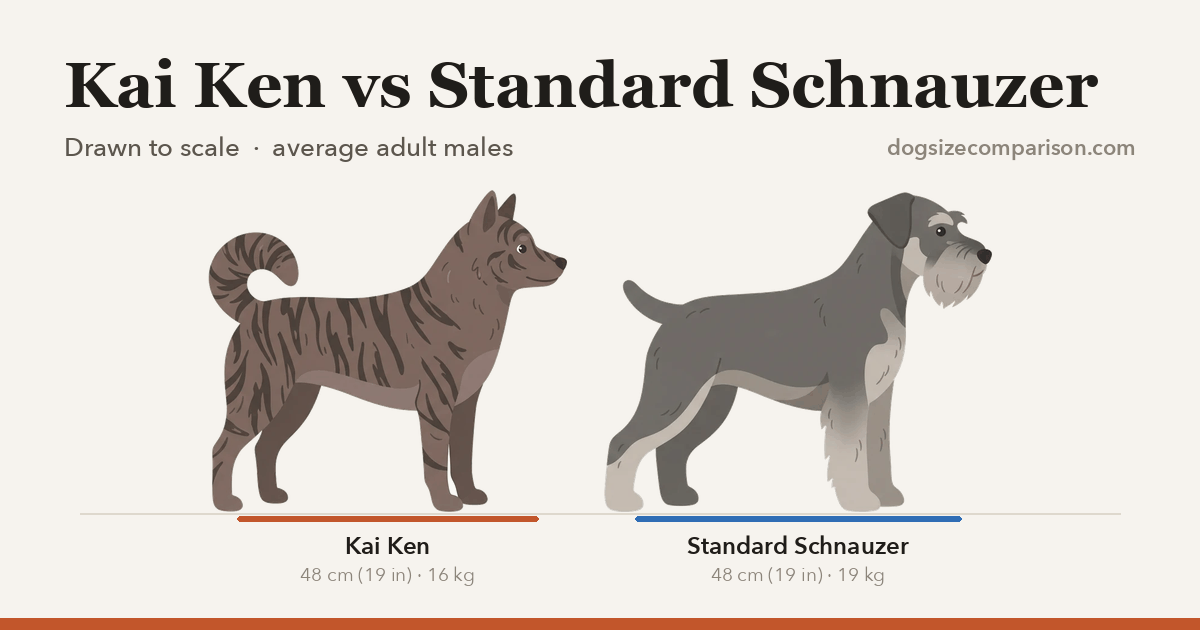 Kai Ken vs Standard Schnauzer
Drawn to scale · average adult males
dogsizecomparison.com
Kai Ken
48 cm (19 in) · 16 kg
Standard Schnauzer
48 cm (19 in) · 19 kg